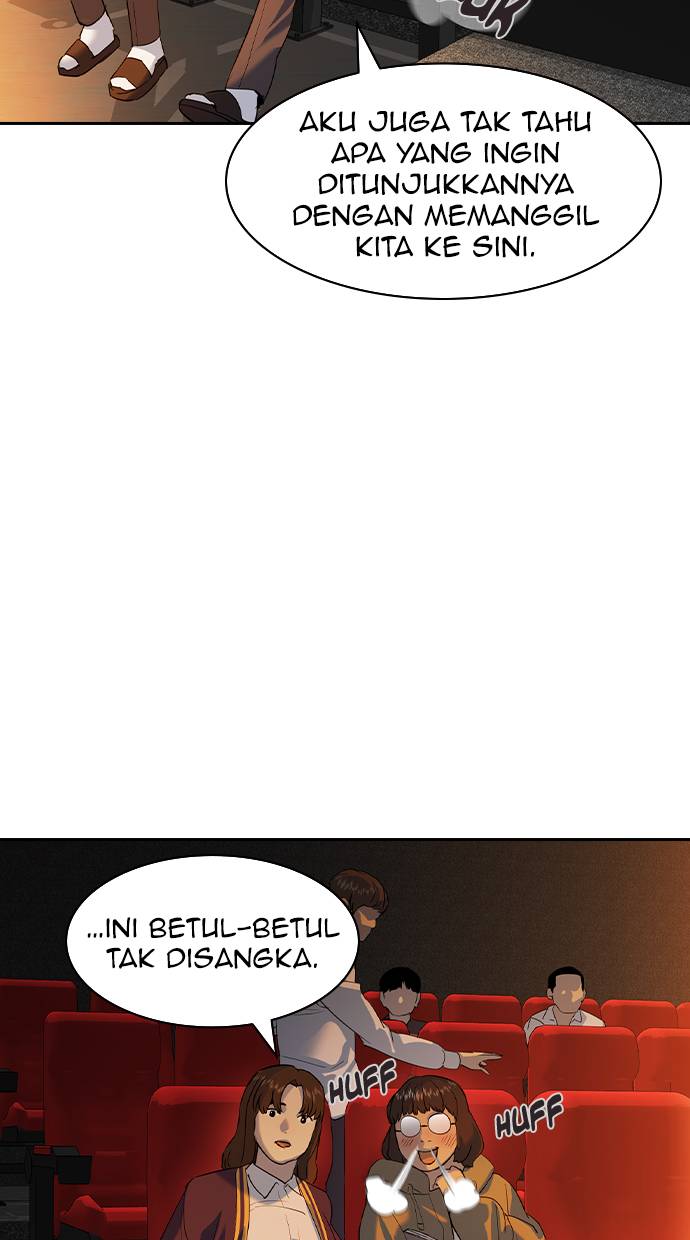 UK
AKU JUGA TAK TAHU
APA YANG INGIN
DITUNJUKKANNYA
DENGAN MEMANGGIL
KITA KE SINI.
...INI BETUL-BETUL
TAK DISANGKA.
HUFF
HUFF